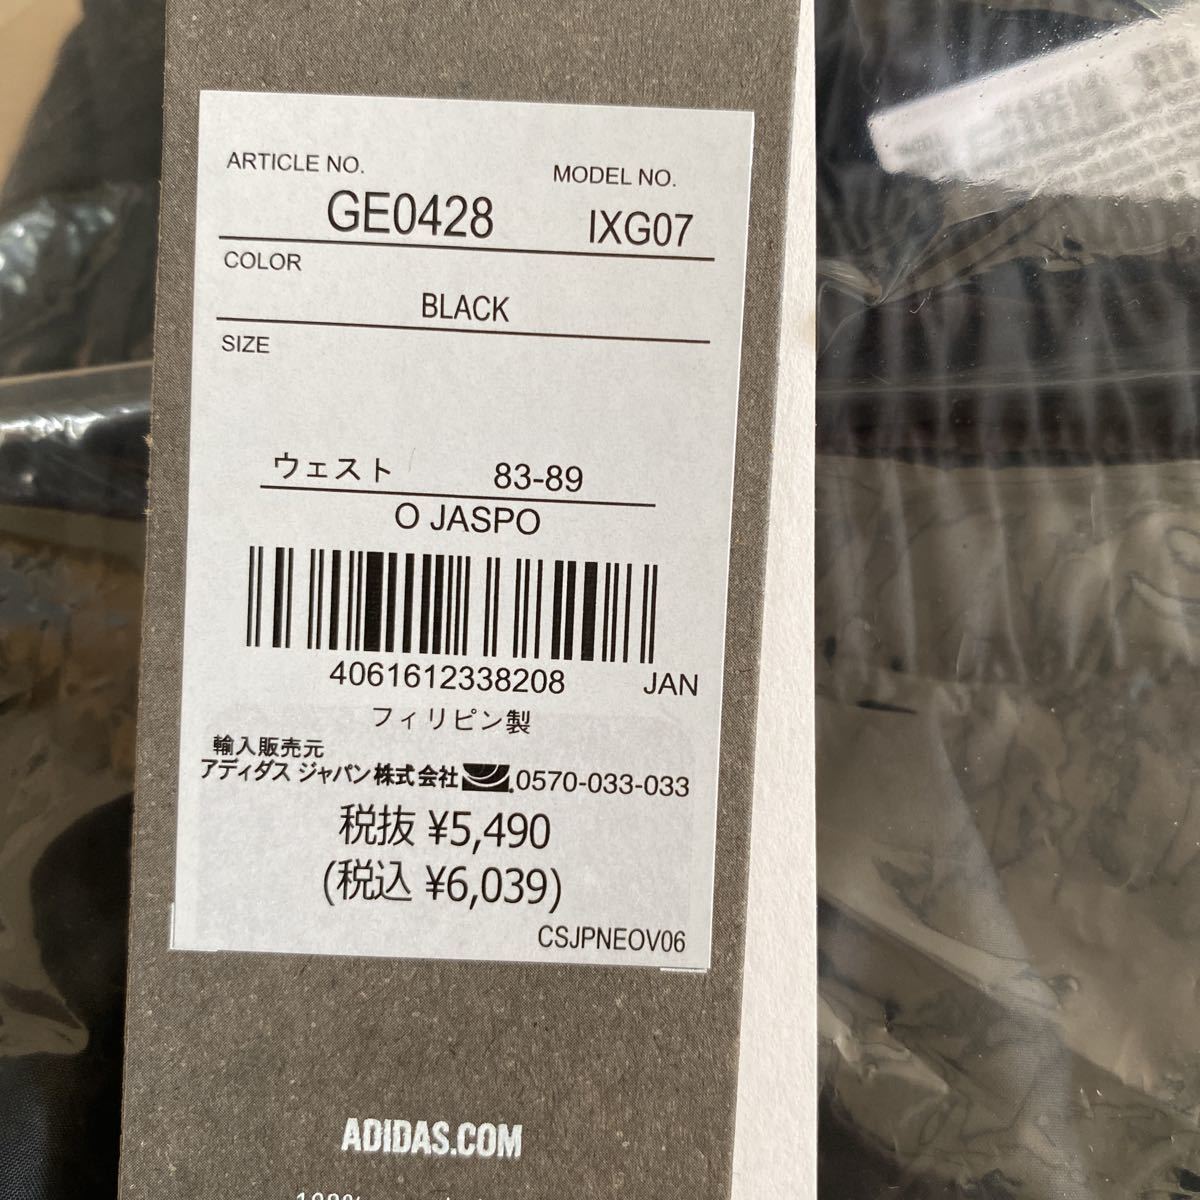 ARTICLE NO. MODEL NO.
GE0428 IXG07
COLOR
BLACK
SIZE
ウェスト 83-89
O JASPO
4061612338208 JAN
フィリピン製
輸入販売元
アディダス ジャパン株式会社 0570-033-033
税抜 ¥5,490
(税込 ¥6,039)
CSJPNEOV06
ADIDAS.COM
100%